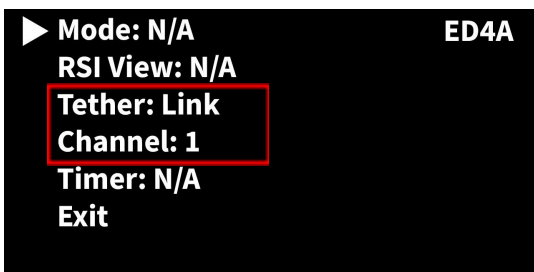 Mode: N/A ED4A
RSI View: N/A
Tether: Link
Channel: 1
Timer: N/A
Exit